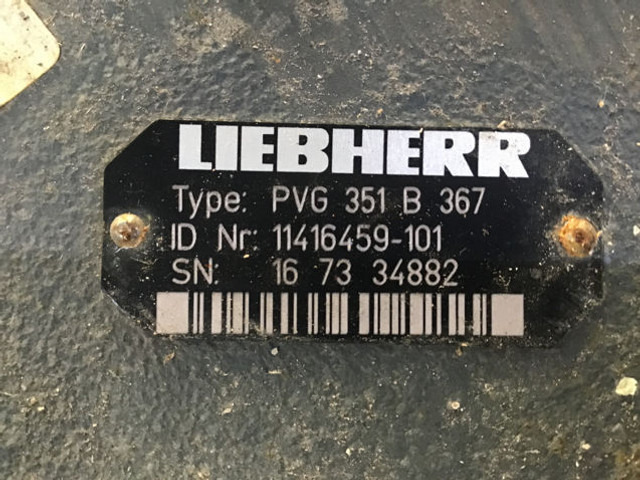 LIEBHERR
Type: PVG 351 B 367
ID Nr: 11416459-101
SN: 16 73 34882